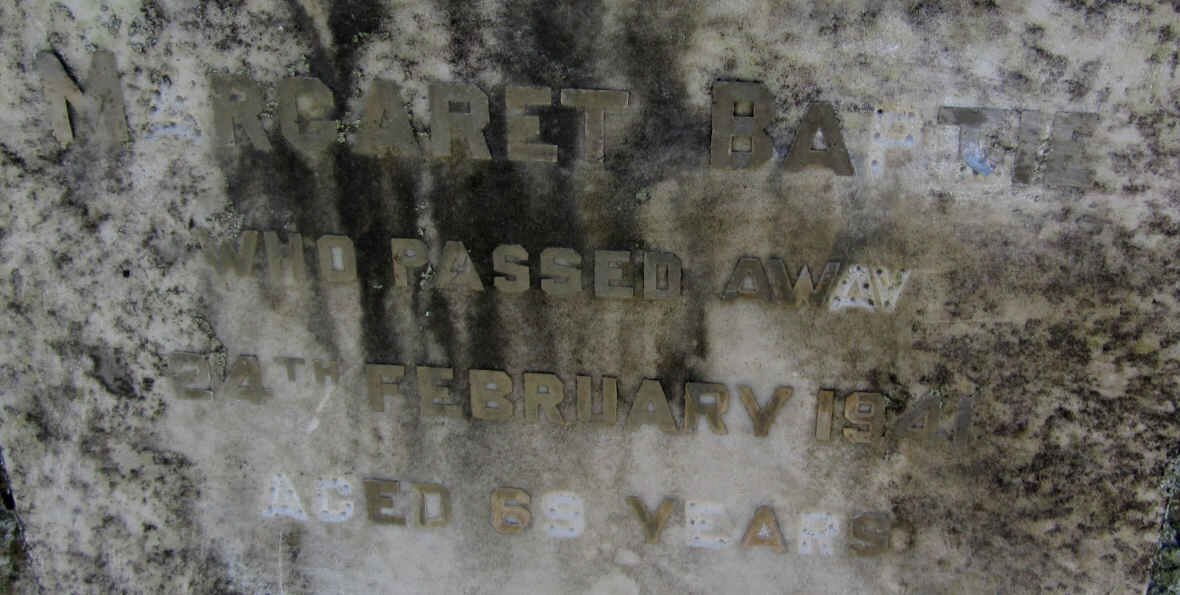 MARGARET BAPTIE
WHO PASSED AWAY
24TH FEBRUARY 1941
AGED 69 YEARS